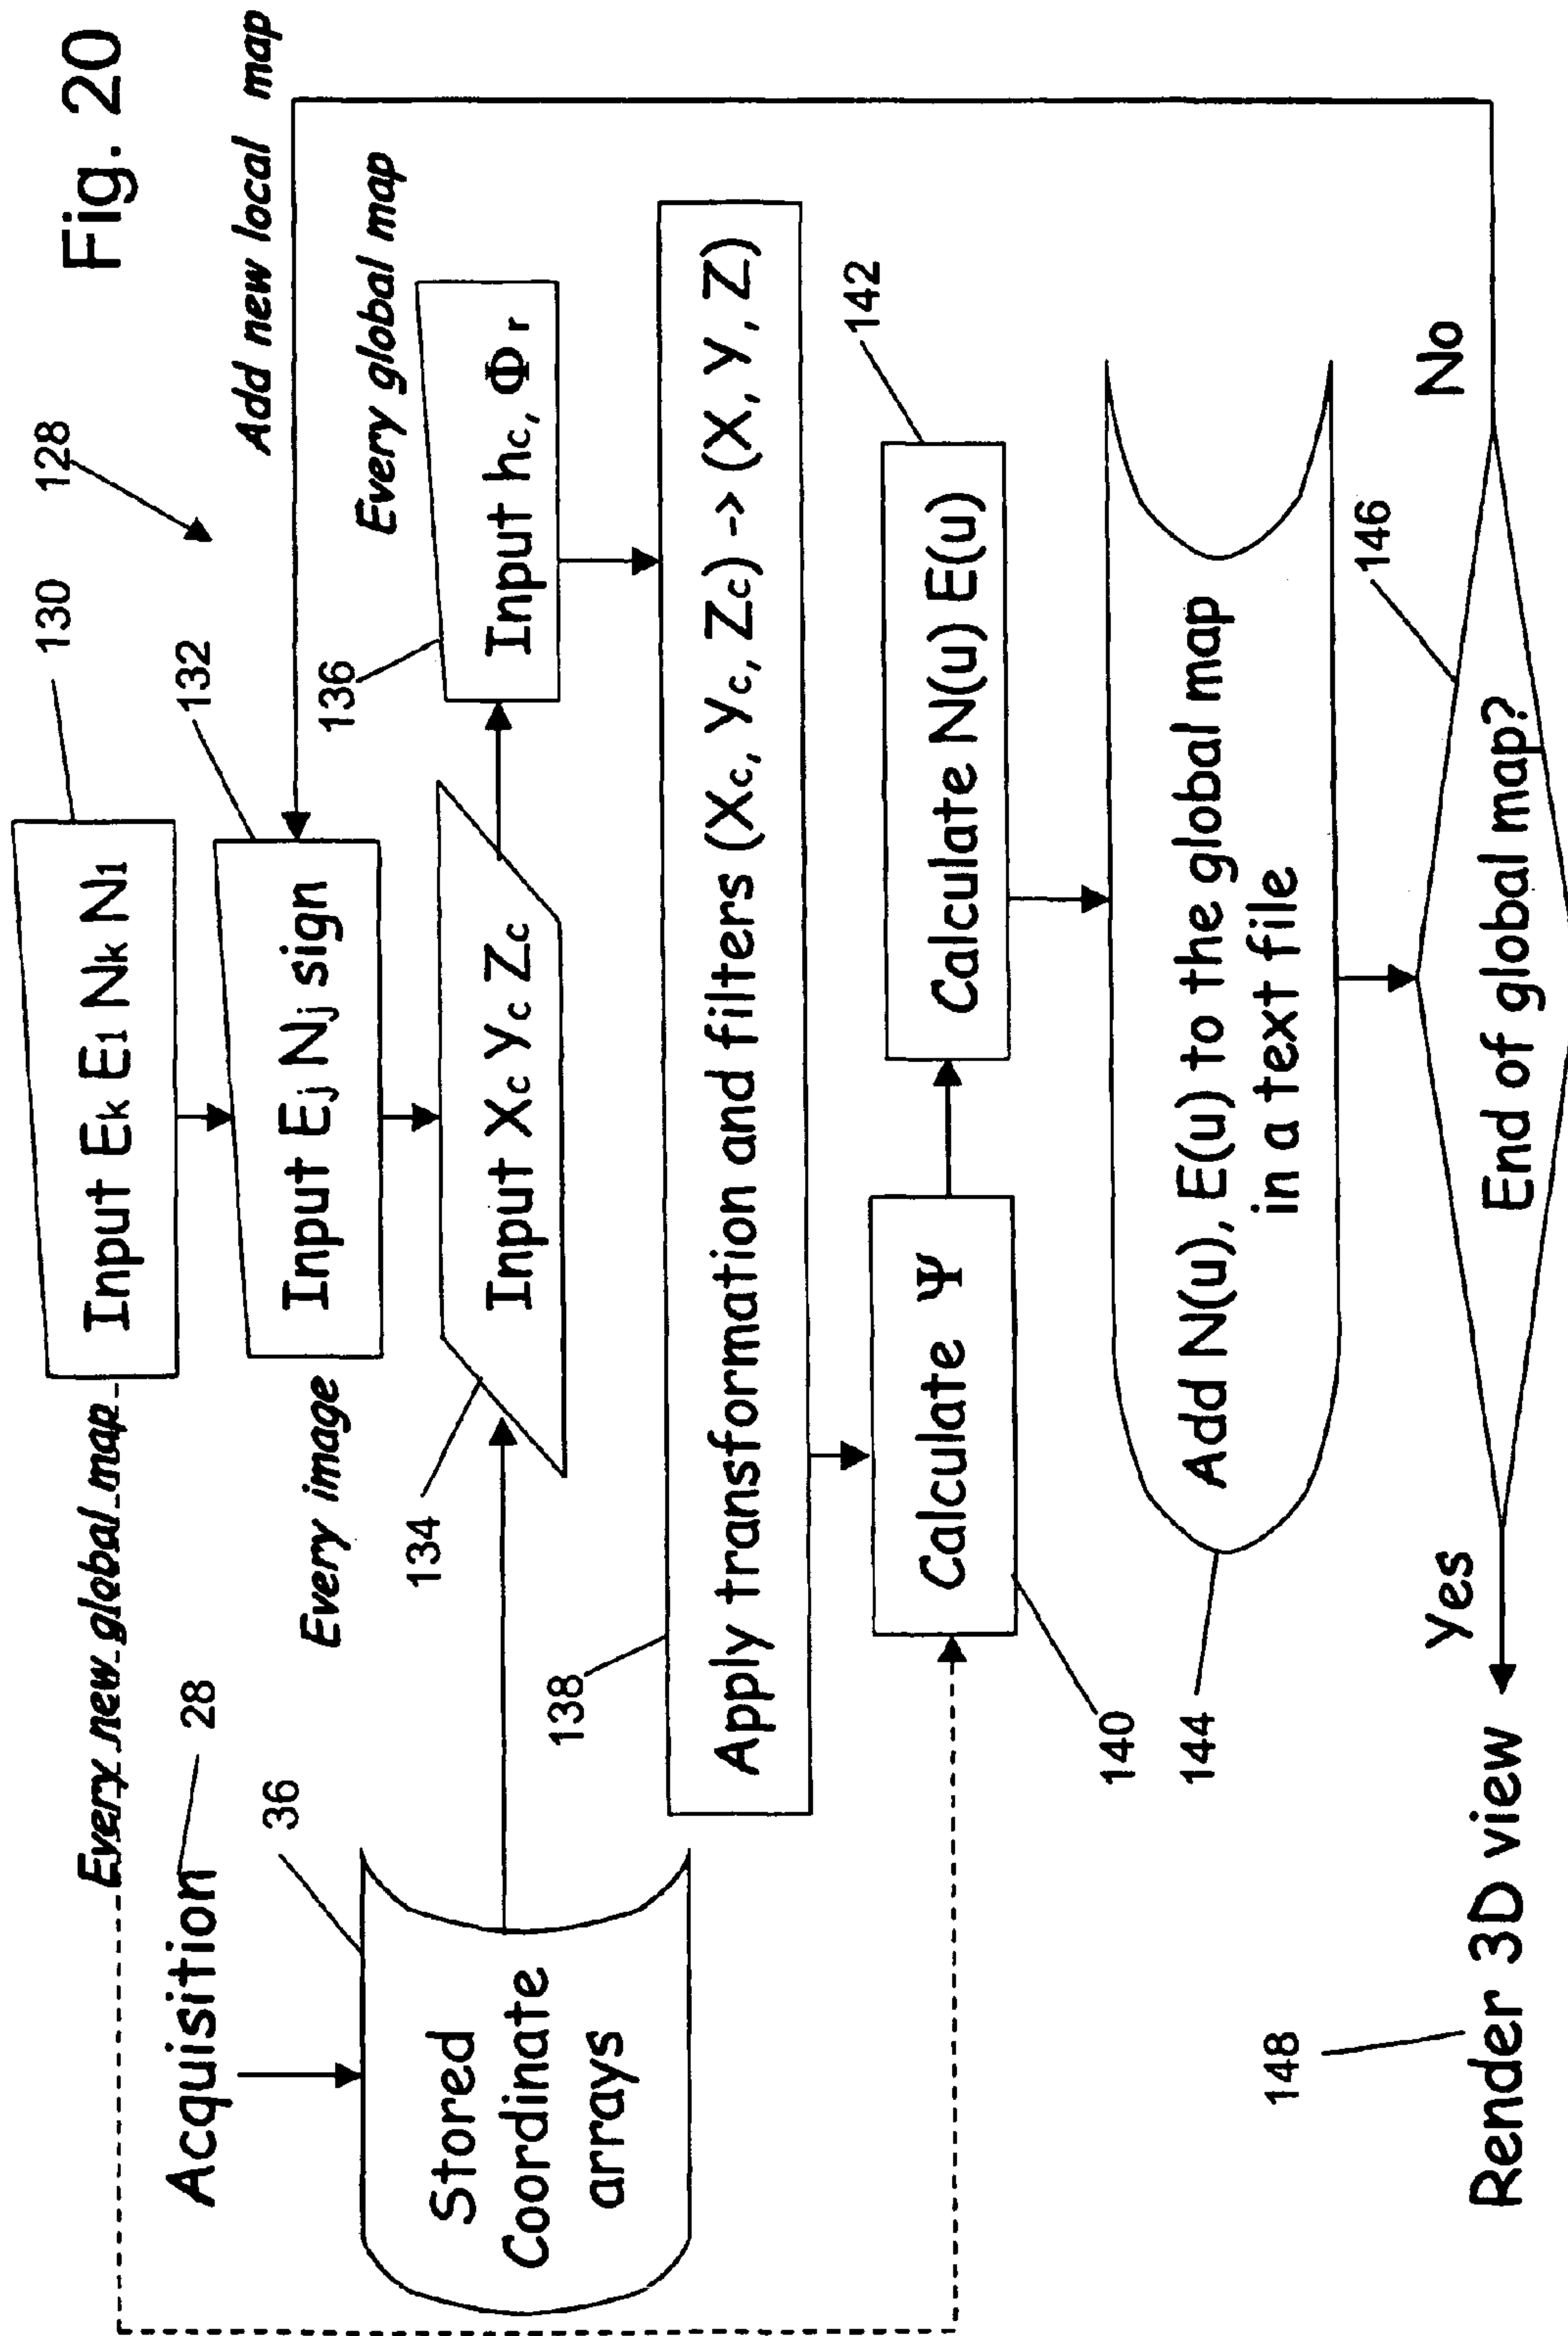 Fig. 20
128
Add new local map
130
Every new global map
Input Ek E1 Nk N1
132
Input Ej Nj sign
Every image
Acquisition
28
36
Stored
Coordinate
arrays
134
Input Xc Yc Zc
136
Every global map
Input hc, Φr
138
Apply transformation and filters (Xc, Yc, Zc) -> (X, Y, Z)
140
Calculate Ψ
142
Calculate N(u) E(u)
144
Add N(u), E(u) to the global map
in a text file
146
End of global map?
No
Yes
148
Render 3D view